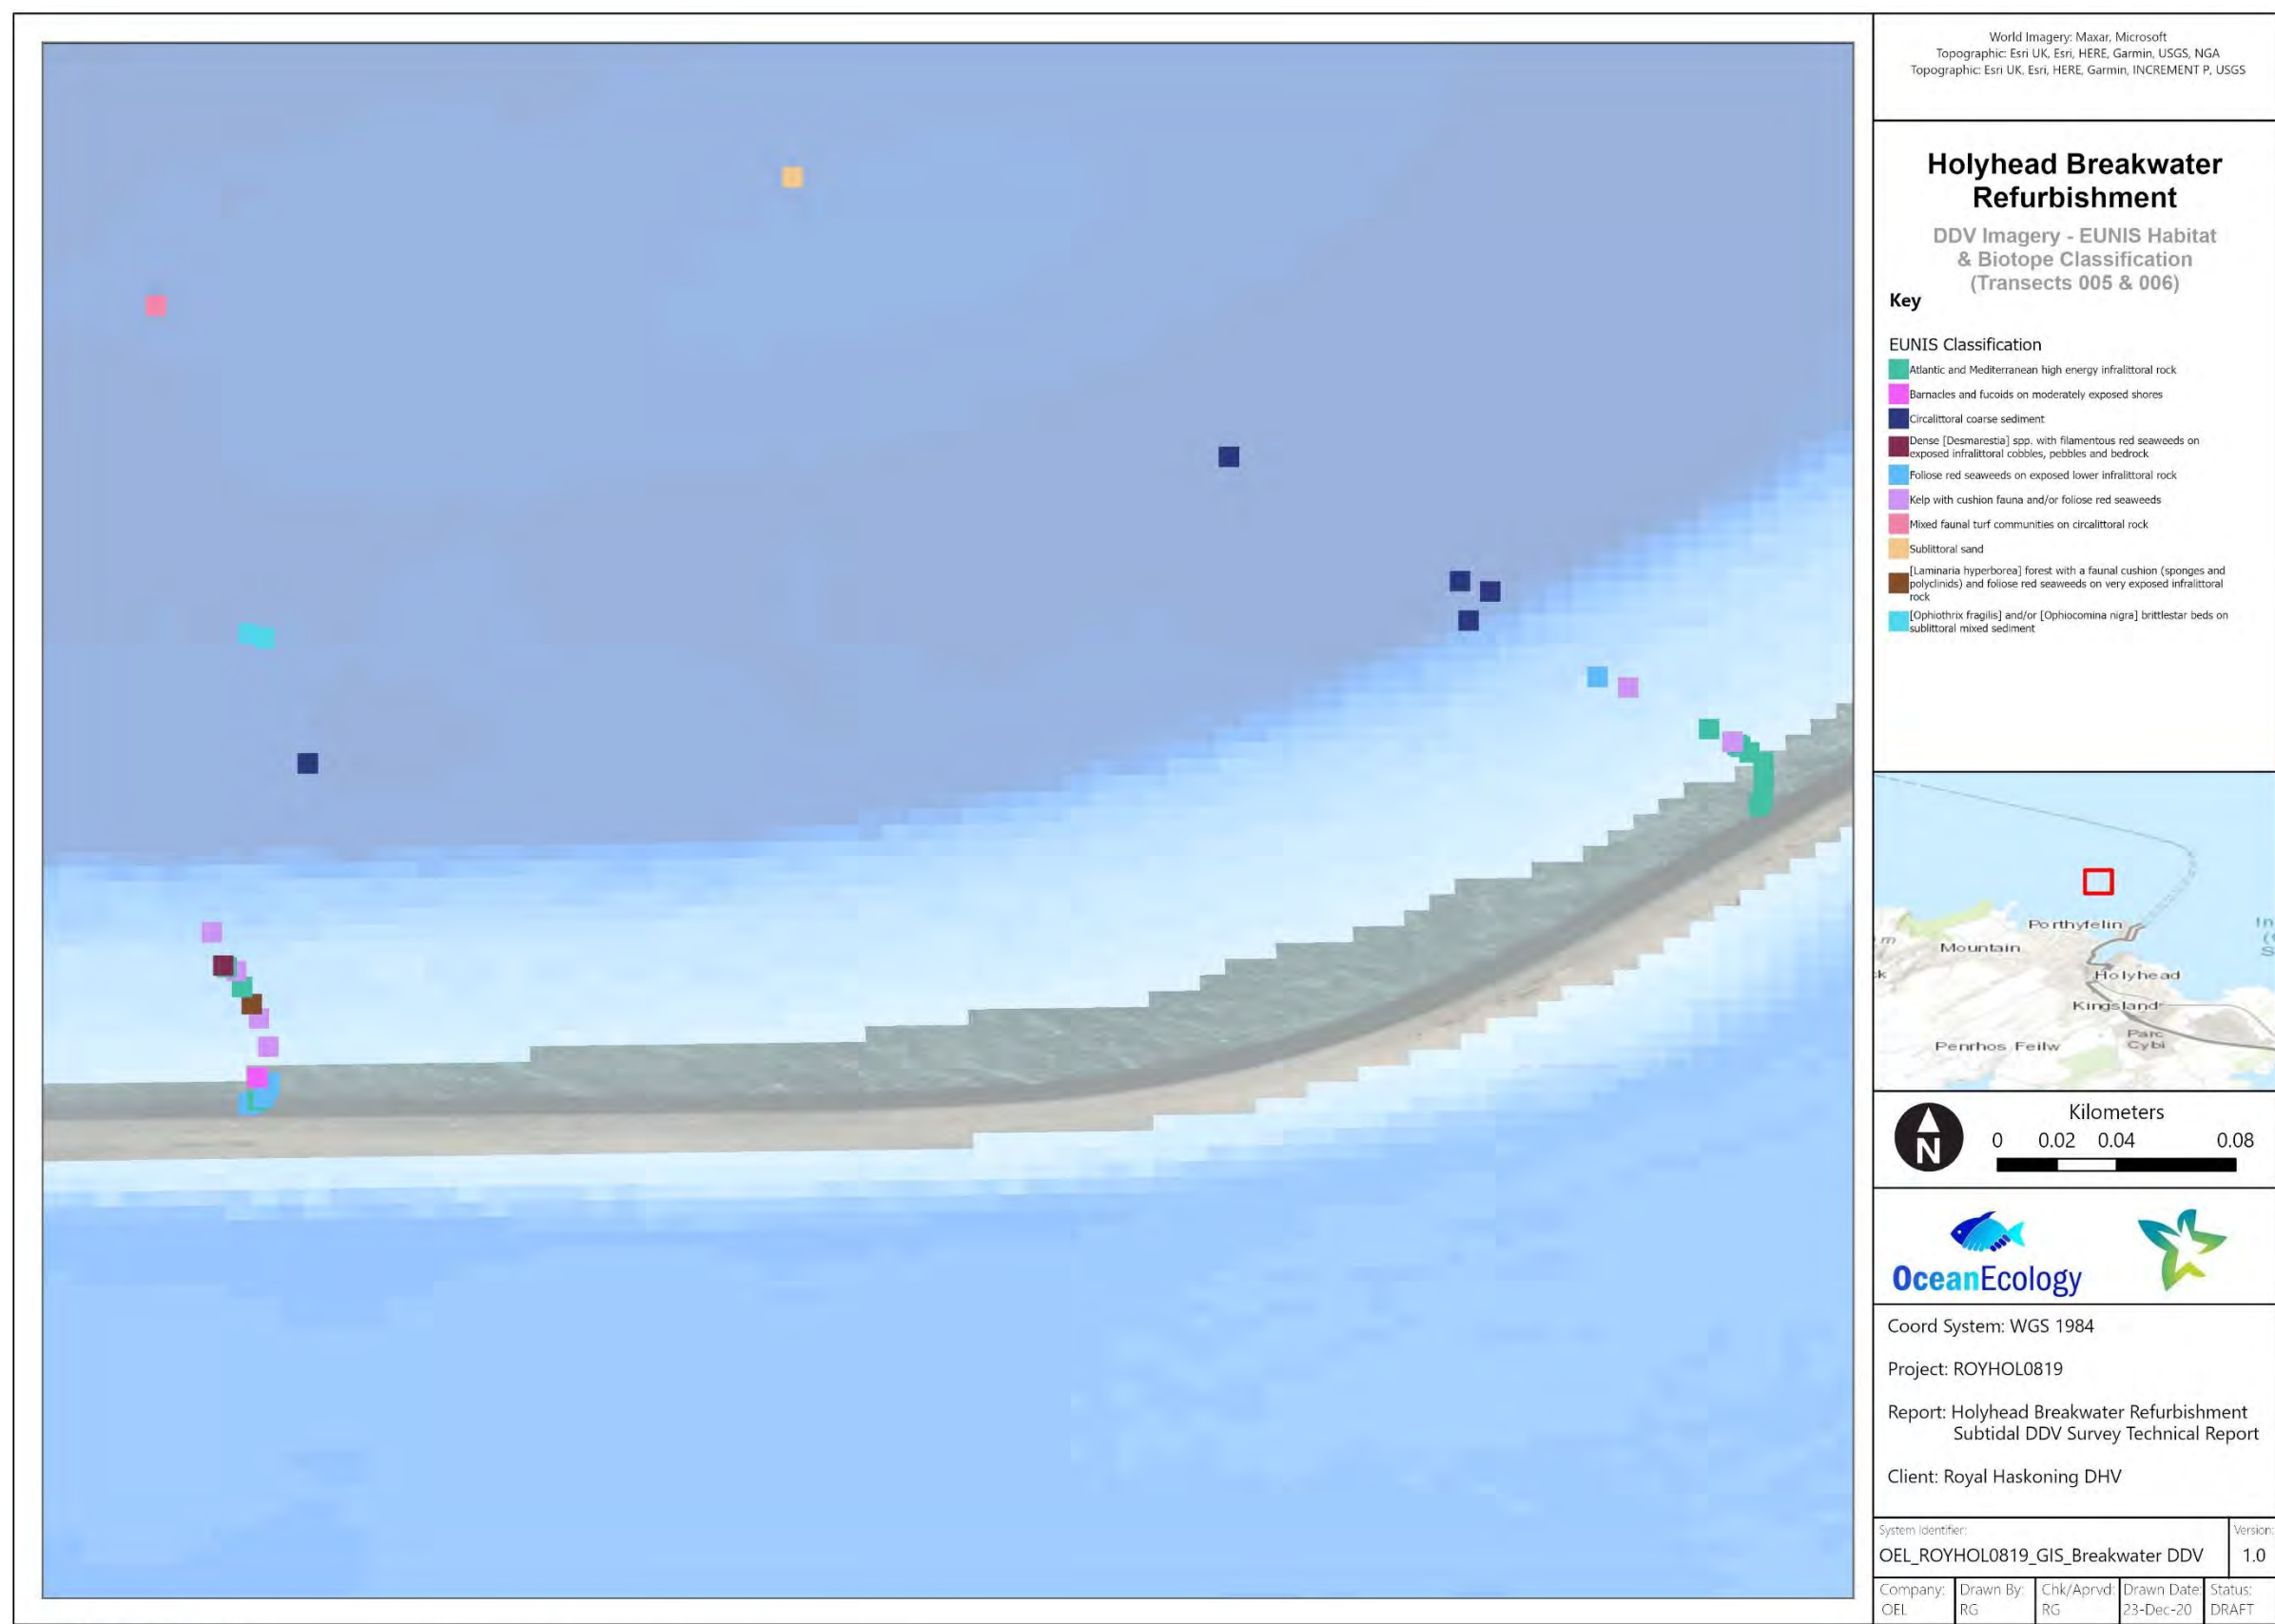 World Imagery: Maxar, Microsoft
Topographic: Esri UK, Esri, HERE, Garmin, USGS, NGA
Topographic: Esri UK, Esri, HERE, Garmin, INCREMENT P, USGS
Holyhead Breakwater
Refurbishment
DDV Imagery - EUNIS Habitat
& Biotope Classification
(Transects 005 & 006)
Key
EUNIS Classification
Atlantic and Mediterranean high energy infralittoral rock
Barnacles and fucoids on moderately exposed shores
Circalittoral coarse sediment
Dense [Desmarestia] spp. with filamentous red seaweeds on
exposed infralittoral cobbles, pebbles and bedrock
Foliose red seaweeds on exposed lower infralittoral rock
Kelp with cushion fauna and/or foliose red seaweeds
Mixed faunal turf communities on circalittoral rock
Sublittoral sand
[Laminaria hyperborea] forest with a faunal cushion (sponges and
polyclinids) and foliose red seaweeds on very exposed infralittoral
rock
[Ophiothrix fragilis] and/or [Ophiocomina nigra] brittlestar beds on
sublittoral mixed sediment
Porthyfelin
Mountain
Holyhead
Kingsland
Parc
Cybi
Penrhos Feilw
N
Kilometers
0 0.02 0.04 0.08
OceanEcology
Coord System: WGS 1984
Project: ROYHOL0819
Report: Holyhead Breakwater Refurbishment
Subtidal DDV Survey Technical Report
Client: Royal Haskoning DHV
System Identifier: Version:
OEL_ROYHOL0819_GIS_Breakwater DDV 1.0
Company: Drawn By: Chk/Aprvd: Drawn Date: Status:
OEL RG RG 23-Dec-20 DRAFT